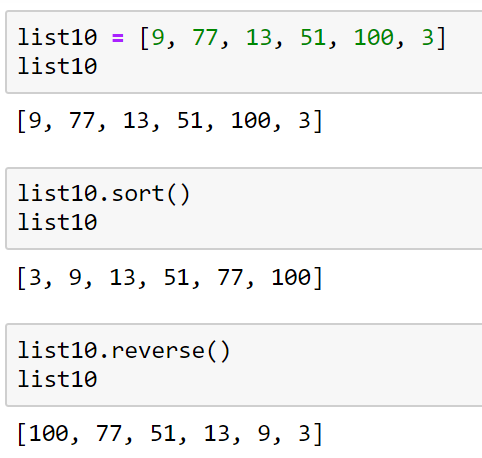 list10 = [9, 77, 13, 51, 100, 3]
list10
[9, 77, 13, 51, 100, 3]
list10.sort()
list10
[3, 9, 13, 51, 77, 100]
list10.reverse()
list10
[100, 77, 51, 13, 9, 3]